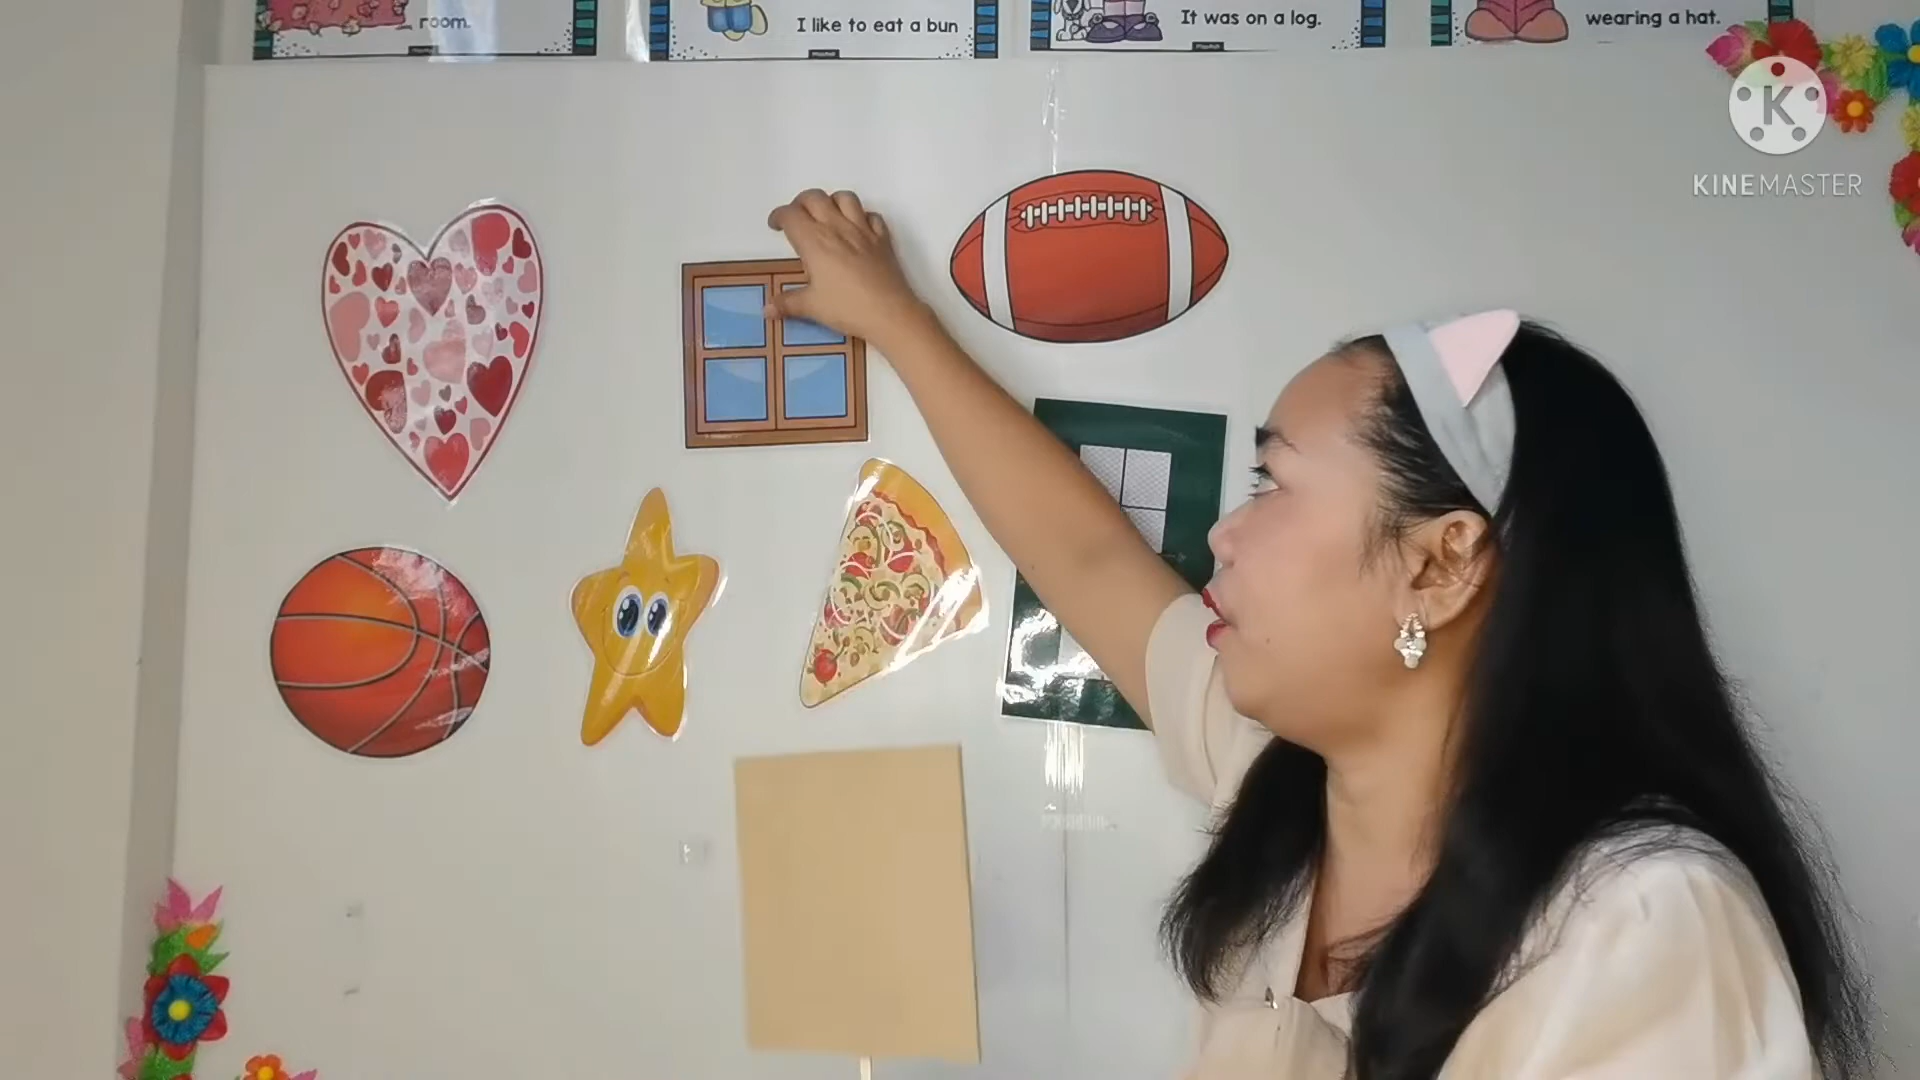 room.
I like to eat a bun
It was on a log.
wearing a hat.
K
KINEMASTER